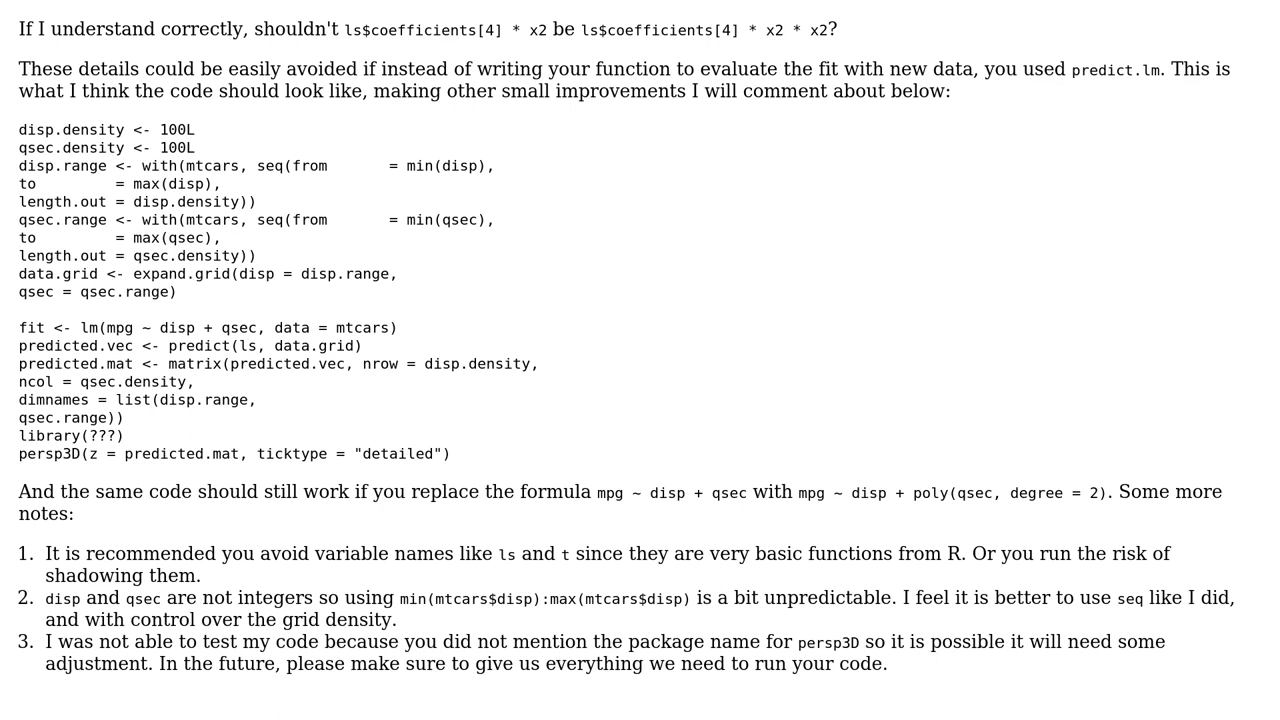 If I understand correctly, shouldn't ls$coefficients[4] * x2 be ls$coefficients[4] * x2 * x2?
These details could be easily avoided if instead of writing your function to evaluate the fit with new data, you used predict.lm. This is
what I think the code should look like, making other small improvements I will comment about below:
disp.density <- 100L
qsec.density <- 100L
disp.range <- with(mtcars, seq(from       = min(disp),
to         = max(disp),
length.out = disp.density))
qsec.range <- with(mtcars, seq(from       = min(qsec),
to         = max(qsec),
length.out = qsec.density))
data.grid <- expand.grid(disp = disp.range,
qsec = qsec.range)
fit <- lm(mpg ~ disp + qsec, data = mtcars)
predicted.vec <- predict(ls, data.grid)
predicted.mat <- matrix(predicted.vec, nrow = disp.density,
ncol = qsec.density,
dimnames = list(disp.range,
qsec.range))
library(???)
persp3D(z = predicted.mat, ticktype = "detailed")
And the same code should still work if you replace the formula mpg ~ disp + qsec with mpg ~ disp + poly(qsec, degree = 2). Some more
notes:
1. It is recommended you avoid variable names like ls and t since they are very basic functions from R. Or you run the risk of
shadowing them.
2. disp and qsec are not integers so using min(mtcars$disp):max(mtcars$disp) is a bit unpredictable. I feel it is better to use seq like I did,
and with control over the grid density.
3. I was not able to test my code because you did not mention the package name for persp3D so it is possible it will need some
adjustment. In the future, please make sure to give us everything we need to run your code.